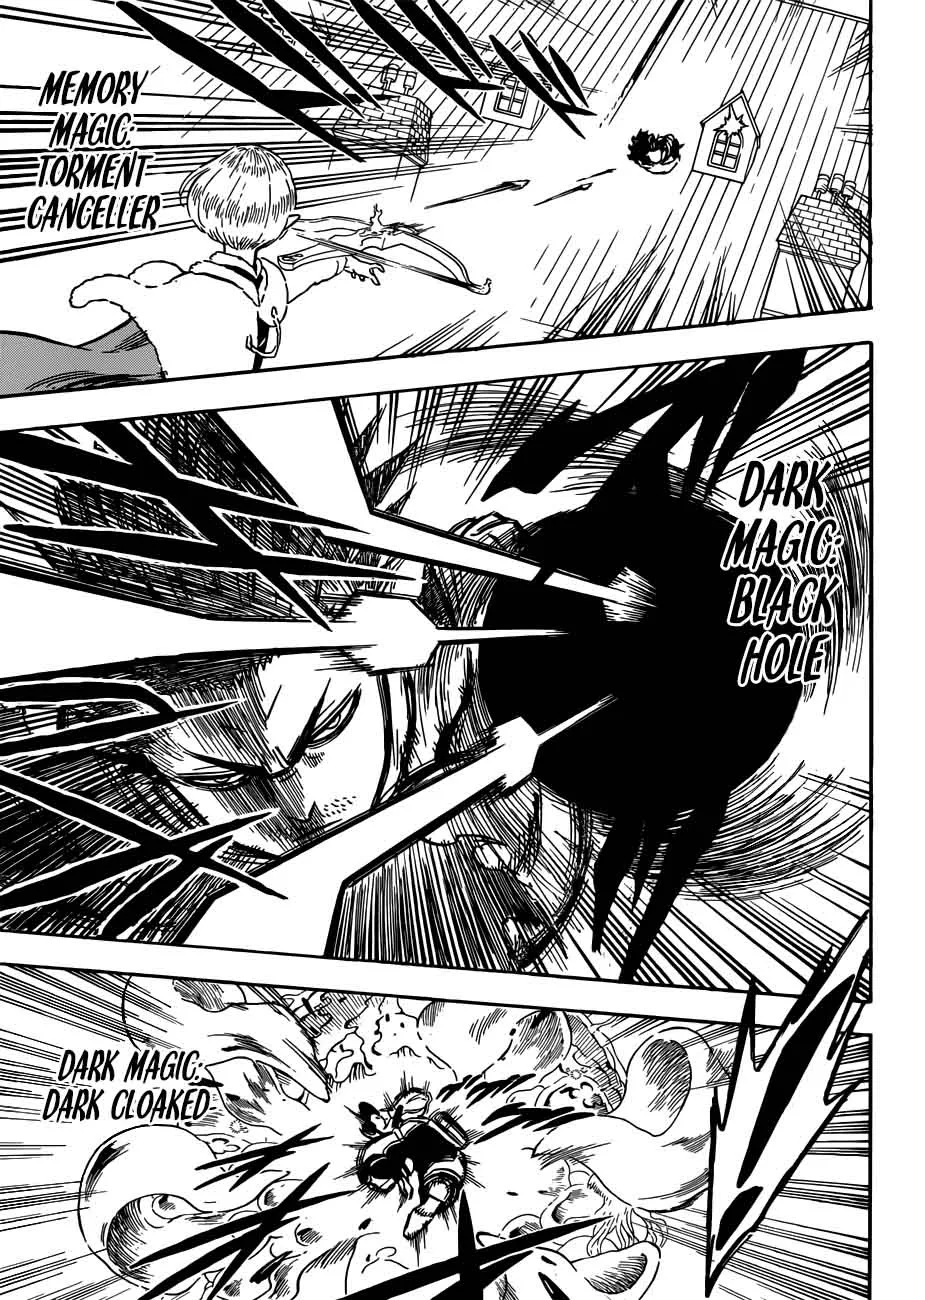 MEMORY
MAGIC:
TORMENT
CANCELLER
DARK
MAGIC:
BLACK
HOLE
DARK MAGIC:
DARK CLOAKED